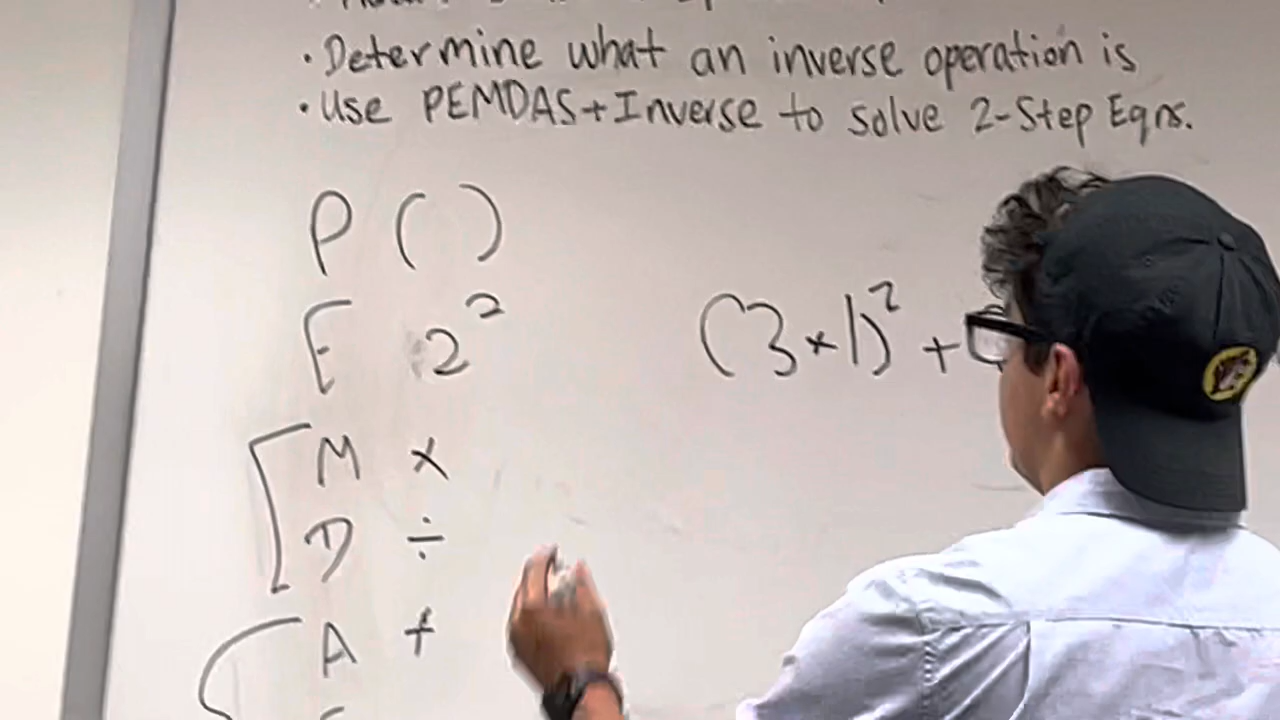 · Determine what an inverse operation is
· Use PEMDAS+Inverse to solve 2-Step Eqns.
P ( )
E 2²
(3×1)² +
M ×
D ÷
A +